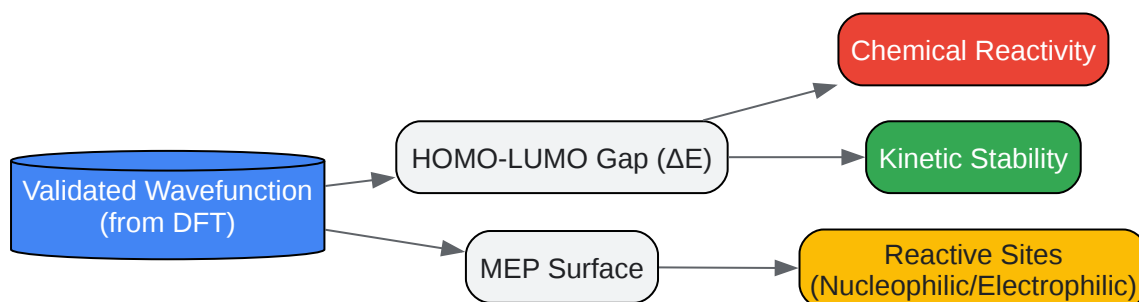 Validated Wavefunction
(from DFT)
HOMO-LUMO Gap (ΔE)
MEP Surface
Chemical Reactivity
Kinetic Stability
Reactive Sites
(Nucleophilic/Electrophilic)